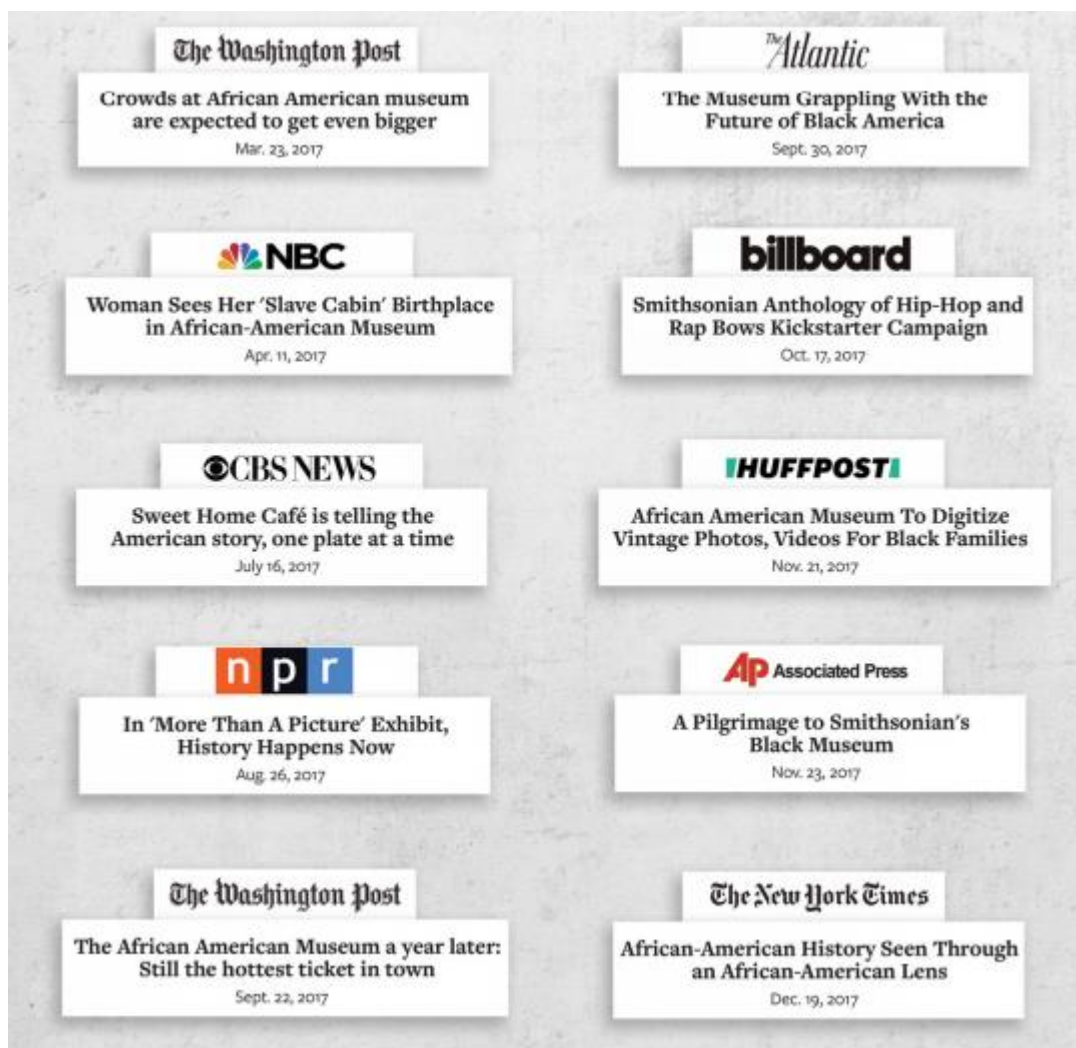 The Washington Post
Crowds at African American museum
are expected to get even bigger
Mar. 23, 2017
NBC
Woman Sees Her 'Slave Cabin' Birthplace
in African-American Museum
Apr. 11, 2017
CBS NEWS
Sweet Home Café is telling the
American story, one plate at a time
July 16, 2017
npr
In 'More Than A Picture' Exhibit,
History Happens Now
Aug. 26, 2017
The Washington Post
The African American Museum a year later:
Still the hottest ticket in town
Sept. 22, 2017
The Atlantic
The Museum Grappling With the
Future of Black America
Sept. 30, 2017
billboard
Smithsonian Anthology of Hip-Hop and
Rap Bows Kickstarter Campaign
Oct. 17, 2017
HUFFPOST
African American Museum To Digitize
Vintage Photos, Videos For Black Families
Nov. 21, 2017
AP Associated Press
A Pilgrimage to Smithsonian's
Black Museum
Nov. 23, 2017
The New York Times
African-American History Seen Through
an African-American Lens
Dec. 19, 2017